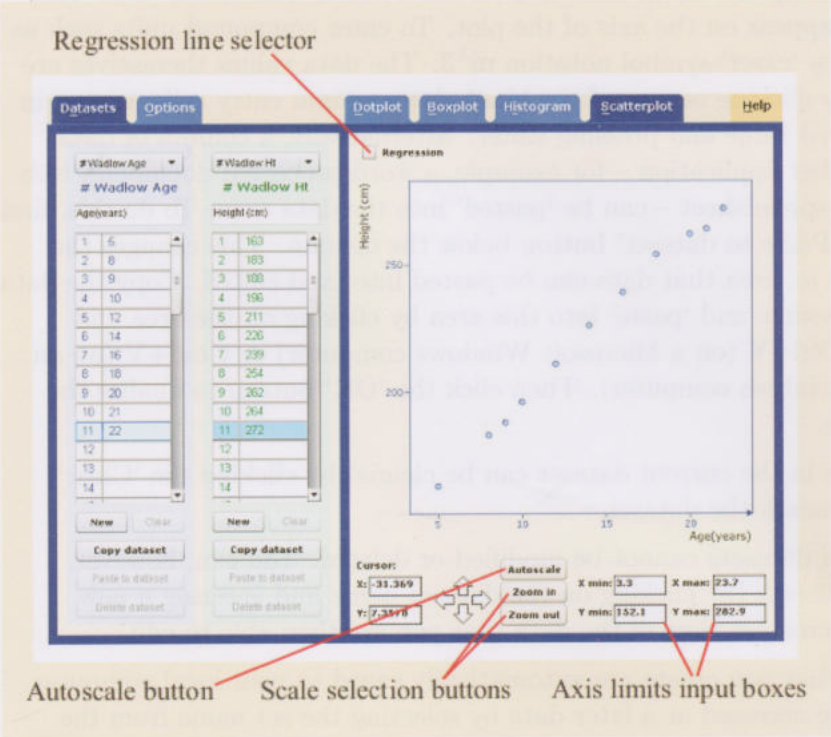 Regression line selector
Datasets Options
Dotplot Boxplot Histogram Scatterplot Help
#Wadlow Age #Wadlow Ht
# Wadlow Age # Wadlow Ht
Age(years) Height (cm)
1 5 1 163
2 8 2 183
3 9 3 188
4 10 4 196
5 12 5 211
6 14 6 226
7 16 7 239
8 18 8 254
9 20 9 262
10 21 10 264
11 22 11 272
12 12
13 13
14 14
New Clear New Clear
Copy dataset Copy dataset
Paste to dataset Paste to dataset
Delete dataset Delete dataset
Regression
Height (cm)
250
200
5 10 15 20
Age(years)
Cursor:
X: -31.369
Y: 7.3578
Autoscale
Zoom in
Zoom out
X min: 3.3 X max: 23.7
Y min: 152.1 Y max: 282.9
Autoscale button Scale selection buttons Axis limits input boxes